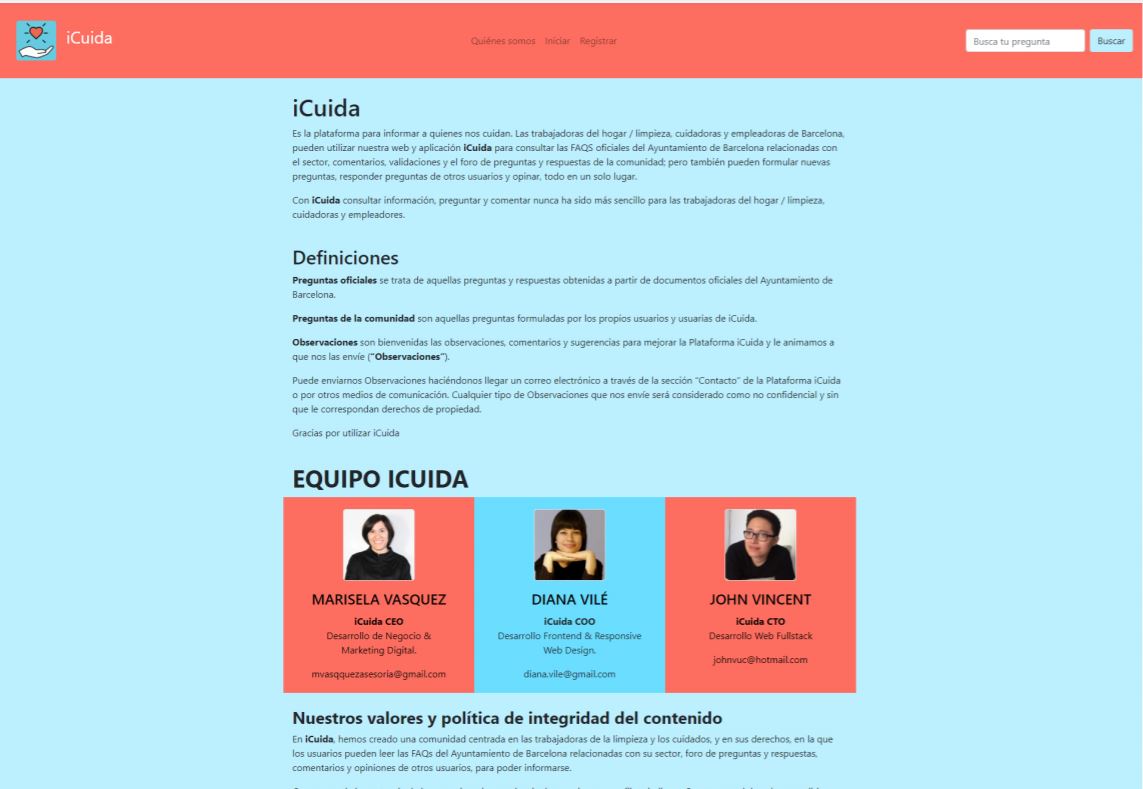 iCuida
Quiénes somos Iniciar Registrar
Busca tu pregunta
Buscar
iCuida
Es la plataforma para informar a quienes nos cuidan. Las trabajadoras del hogar / limpieza, cuidadoras y empleadoras de Barcelona,
pueden utilizar nuestra web y aplicación iCuida para consultar las FAQS oficiales del Ayuntamiento de Barcelona relacionadas con
el sector, comentarios, validaciones y el foro de preguntas y respuestas de la comunidad; pero también pueden formular nuevas
preguntas, responder preguntas de otros usuarios y opinar, todo en un solo lugar.
Con iCuida consultar información, preguntar y comentar nunca ha sido más sencillo para las trabajadoras del hogar / limpieza,
cuidadoras y empleadores.
Definiciones
Preguntas oficiales se trata de aquellas preguntas y respuestas obtenidas a partir de documentos oficiales del Ayuntamiento de
Barcelona.
Preguntas de la comunidad son aquellas preguntas formuladas por los propios usuarios y usuarias de iCuida.
Observaciones son bienvenidas las observaciones, comentarios y sugerencias para mejorar la Plataforma iCuida y le animamos a
que nos las envíe ("Observaciones").
Puede enviarnos Observaciones haciéndonos llegar un correo electrónico a través de la sección "Contacto" de la Plataforma iCuida
o por otros medios de comunicación. Cualquier tipo de Observaciones que nos envíe será considerado como no confidencial y sin
que le correspondan derechos de propiedad.
Gracias por utilizar iCuida
EQUIPO ICUIDA
MARISELA VASQUEZ
iCuida CEO
Desarrollo de Negocio &
Marketing Digital.
mvasqquezasesoria@gmail.com
DIANA VILÉ
iCuida COO
Desarrollo Frontend & Responsive
Web Design.
diana.vile@gmail.com
JOHN VINCENT
iCuida CTO
Desarrollo Web Fullstack
johnvuc@hotmail.com
Nuestros valores y política de integridad del contenido
En iCuida, hemos creado una comunidad centrada en las trabajadoras de la limpieza y los cuidados, y en sus derechos, en la que
los usuarios pueden leer las FAQs del Ayuntamiento de Barcelona relacionadas con su sector, foro de preguntas y respuestas,
comentarios y opiniones de otros usuarios, para poder informarse.